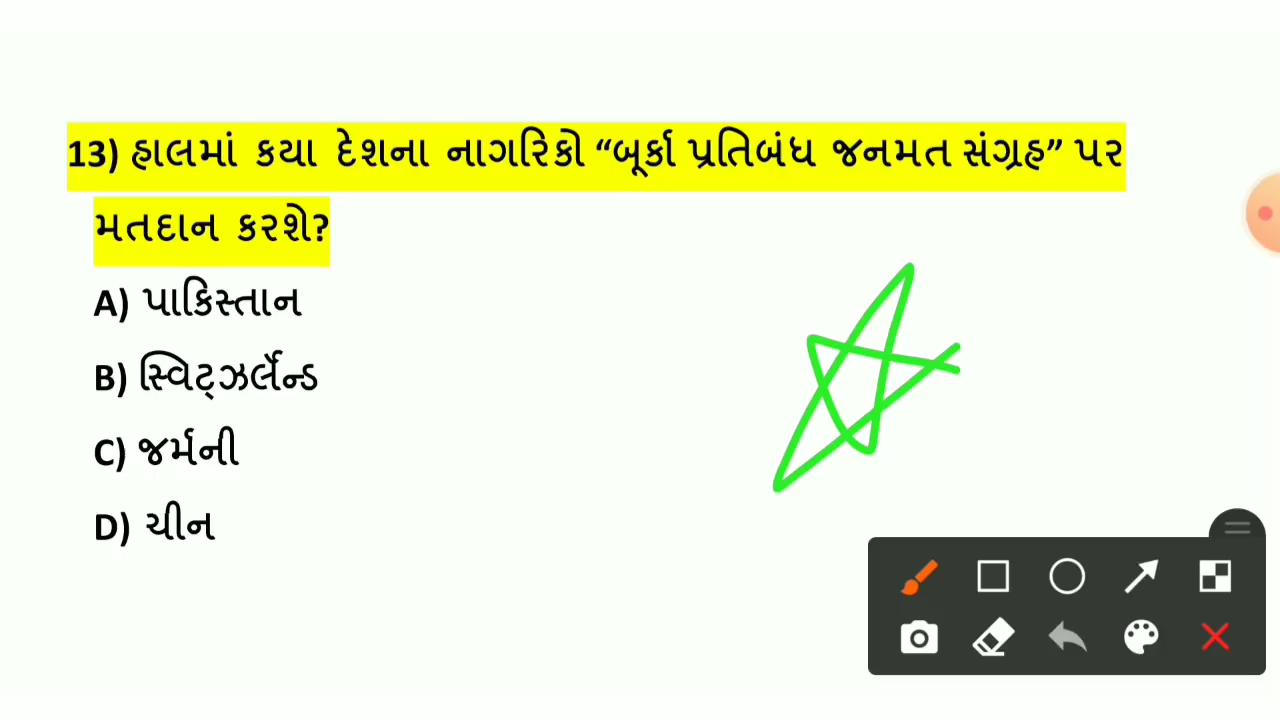 13) હાલમાં કયા દેશના નાગરિકો “બૂર્કા પ્રતિબંધ જનમત સંગ્રહ” પર
મતદાન કરશે?
A) પાકિસ્તાન
B) સ્વિટ્ઝર્લૅન્ડ
C) જર્મની
D) ચીન